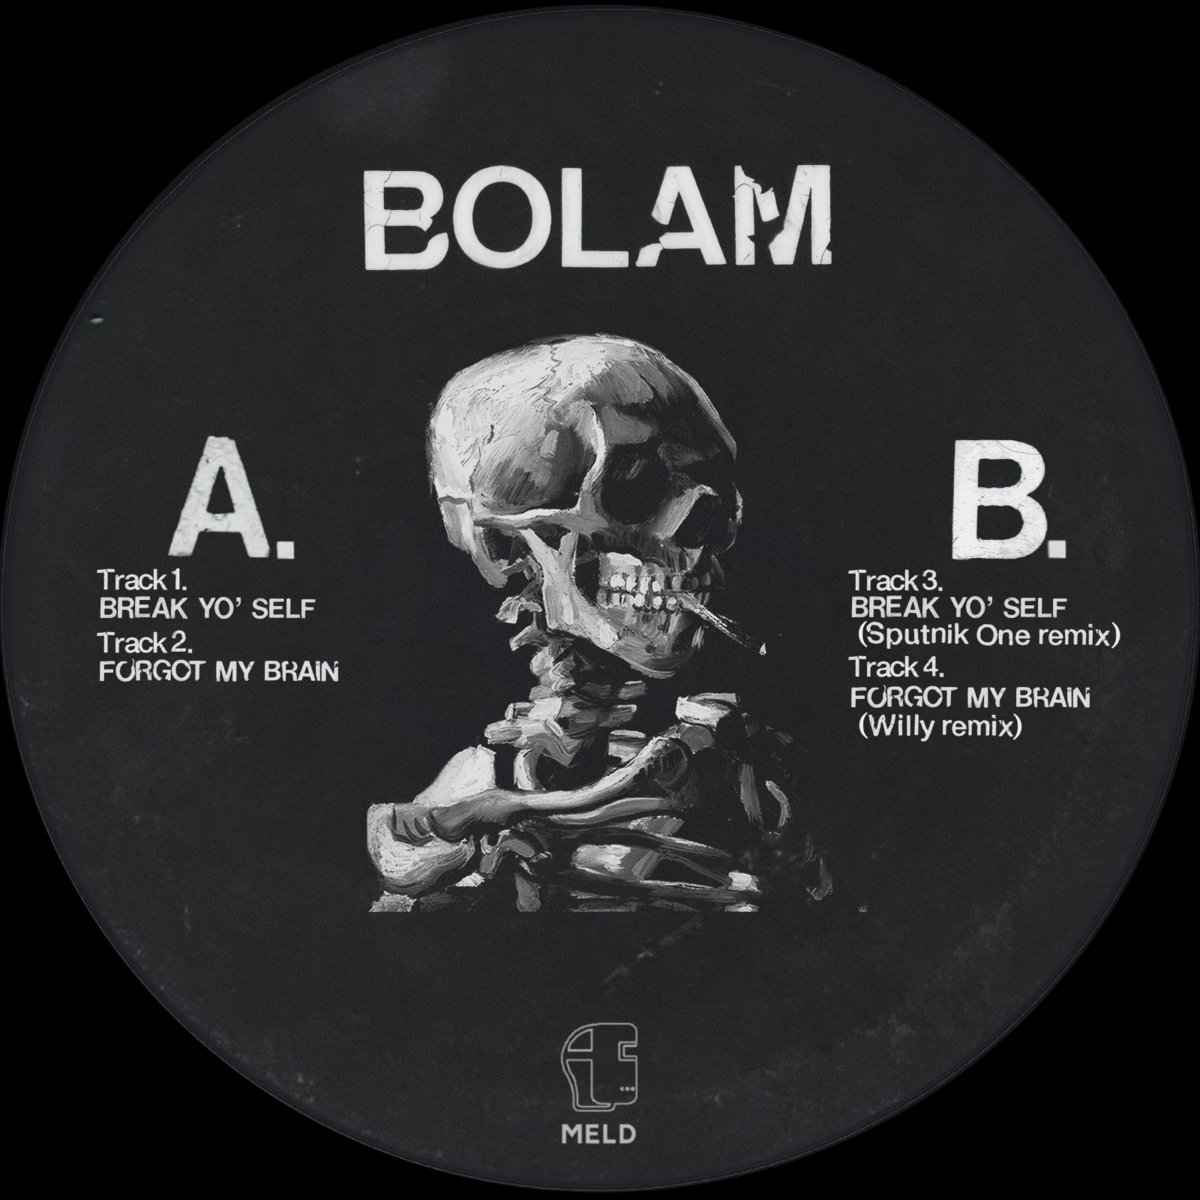 BOLAM
A.
Track 1.
BREAK YO' SELF
Track 2.
FORGOT MY BRAIN
B.
Track 3.
BREAK YO' SELF
(Sputnik One remix)
Track 4.
FORGOT MY BRAIN
(Willy remix)
MELD